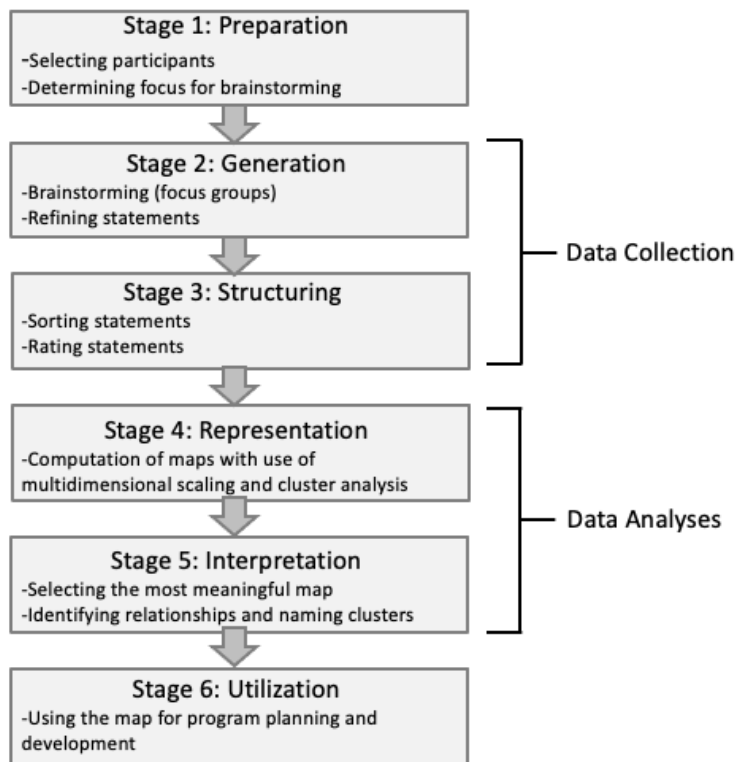 Stage 1: Preparation
-Selecting participants
-Determining focus for brainstorming
Stage 2: Generation
-Brainstorming (focus groups)
-Refining statements
Data Collection
Stage 3: Structuring
-Sorting statements
-Rating statements
Stage 4: Representation
-Computation of maps with use of
multidimensional scaling and cluster analysis
Data Analyses
Stage 5: Interpretation
-Selecting the most meaningful map
-Identifying relationships and naming clusters
Stage 6: Utilization
-Using the map for program planning and
development